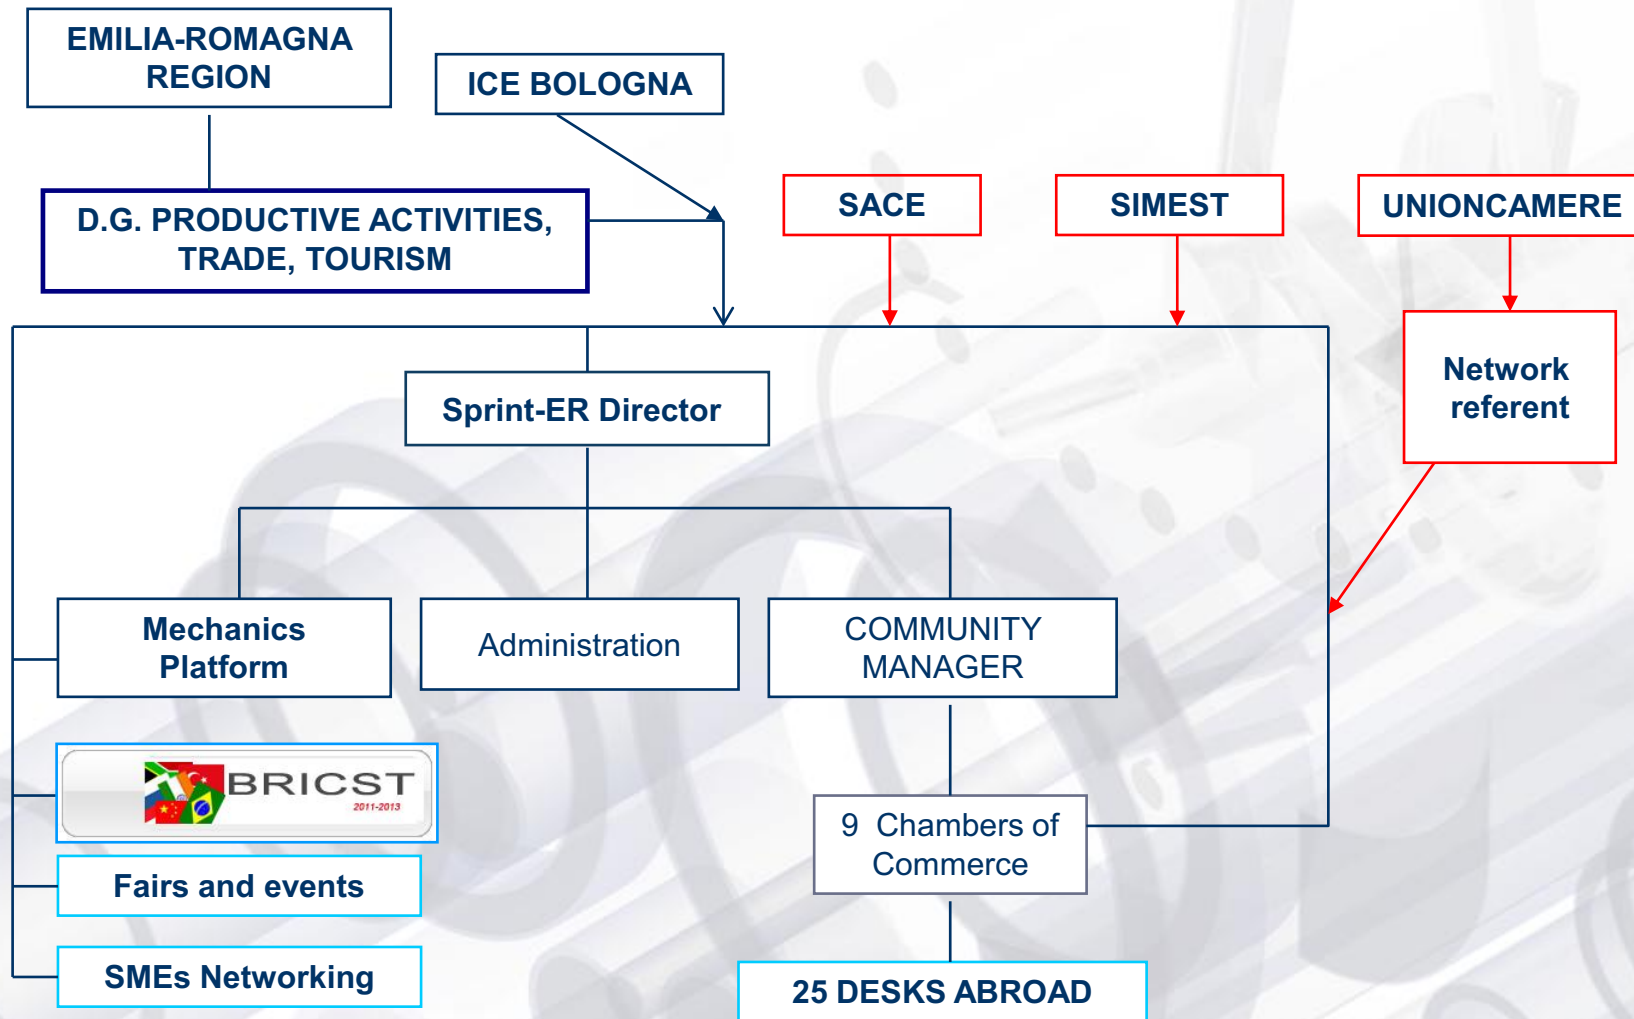 EMILIA-ROMAGNA
REGION
ICE BOLOGNA
D.G. PRODUCTIVE ACTIVITIES,
TRADE, TOURISM
SACE
SIMEST
UNIONCAMERE
Network
referent
Sprint-ER Director
Mechanics
Platform
Administration
COMMUNITY
MANAGER
BRICST
2011-2013
9 Chambers of
Commerce
Fairs and events
SMEs Networking
25 DESKS ABROAD